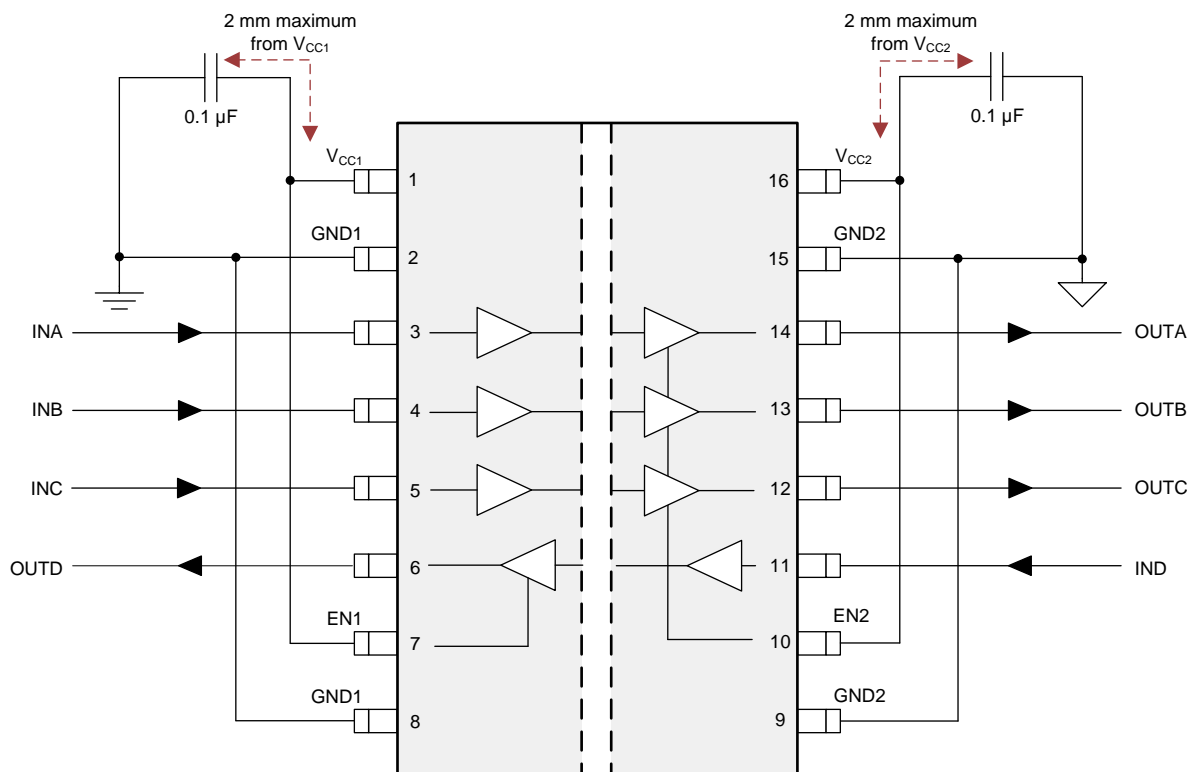 2 mm maximum
from VCC1
2 mm maximum
from VCC2
0.1 µF
0.1 µF
VCC1
1
16
VCC2
GND1
2
15
GND2
INA
3
14
OUTA
INB
4
13
OUTB
INC
5
12
OUTC
OUTD
6
11
IND
EN1
7
10
EN2
GND1
8
9
GND2